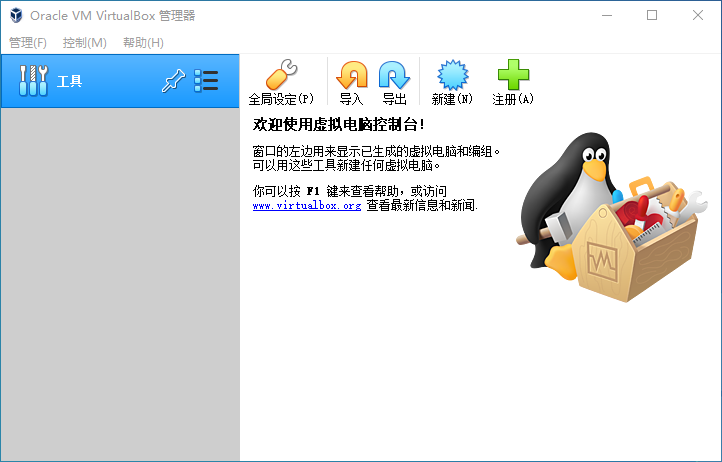 Oracle VM VirtualBox 管理器
管理(F) 控制(M) 帮助(H)
工具
全局设定(P) 导入 导出 新建(N) 注册(A)
欢迎使用虚拟电脑控制台!
窗口的左边用来显示已生成的虚拟电脑和编组。
可以用这些工具新建任何虚拟电脑。
你可以按 F1 键来查看帮助，或访问
www.virtualbox.org 查看最新信息和新闻.